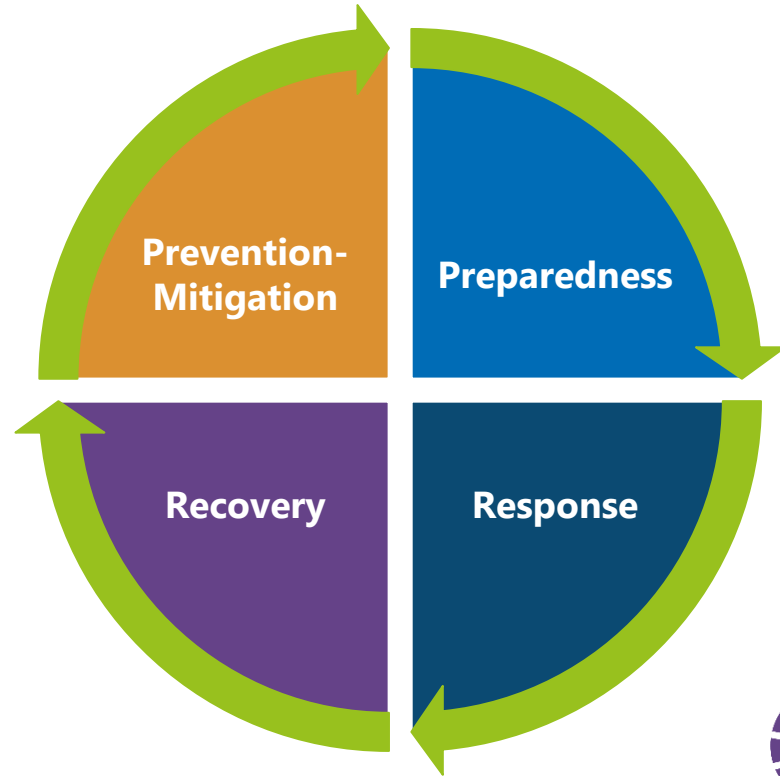 Prevention-
Mitigation
Preparedness
Recovery
Response